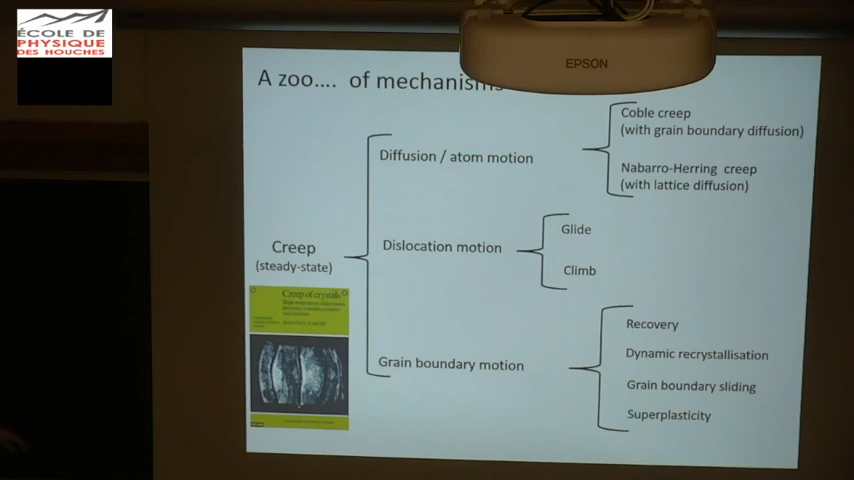 ÉCOLE DE
PHYSIQUE
DES HOUCHES
EPSON
A zoo.... of mechanisms
Coble creep
(with grain boundary diffusion)
Diffusion / atom motion
Nabarro-Herring creep
(with lattice diffusion)
Glide
Dislocation motion
Creep
(steady-state)
Climb
Creep of crystals
Recovery
Dynamic recrystallisation
Grain boundary motion
Grain boundary sliding
Superplasticity